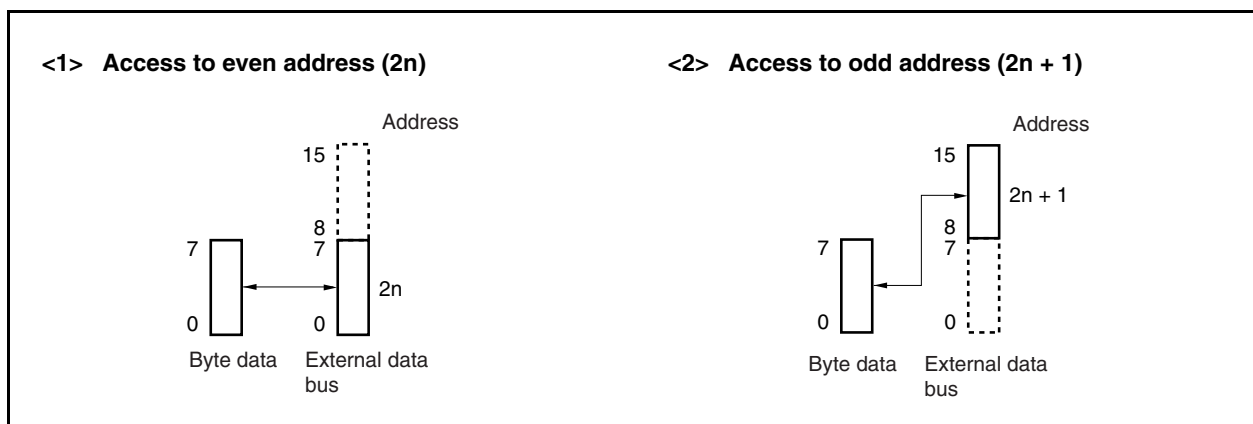 <1> Access to even address (2n)
Address
15
8
7
7
2n
0
0
Byte data
External data
bus
<2> Access to odd address (2n + 1)
Address
15
2n + 1
8
7
7
0
0
Byte data
External data
bus